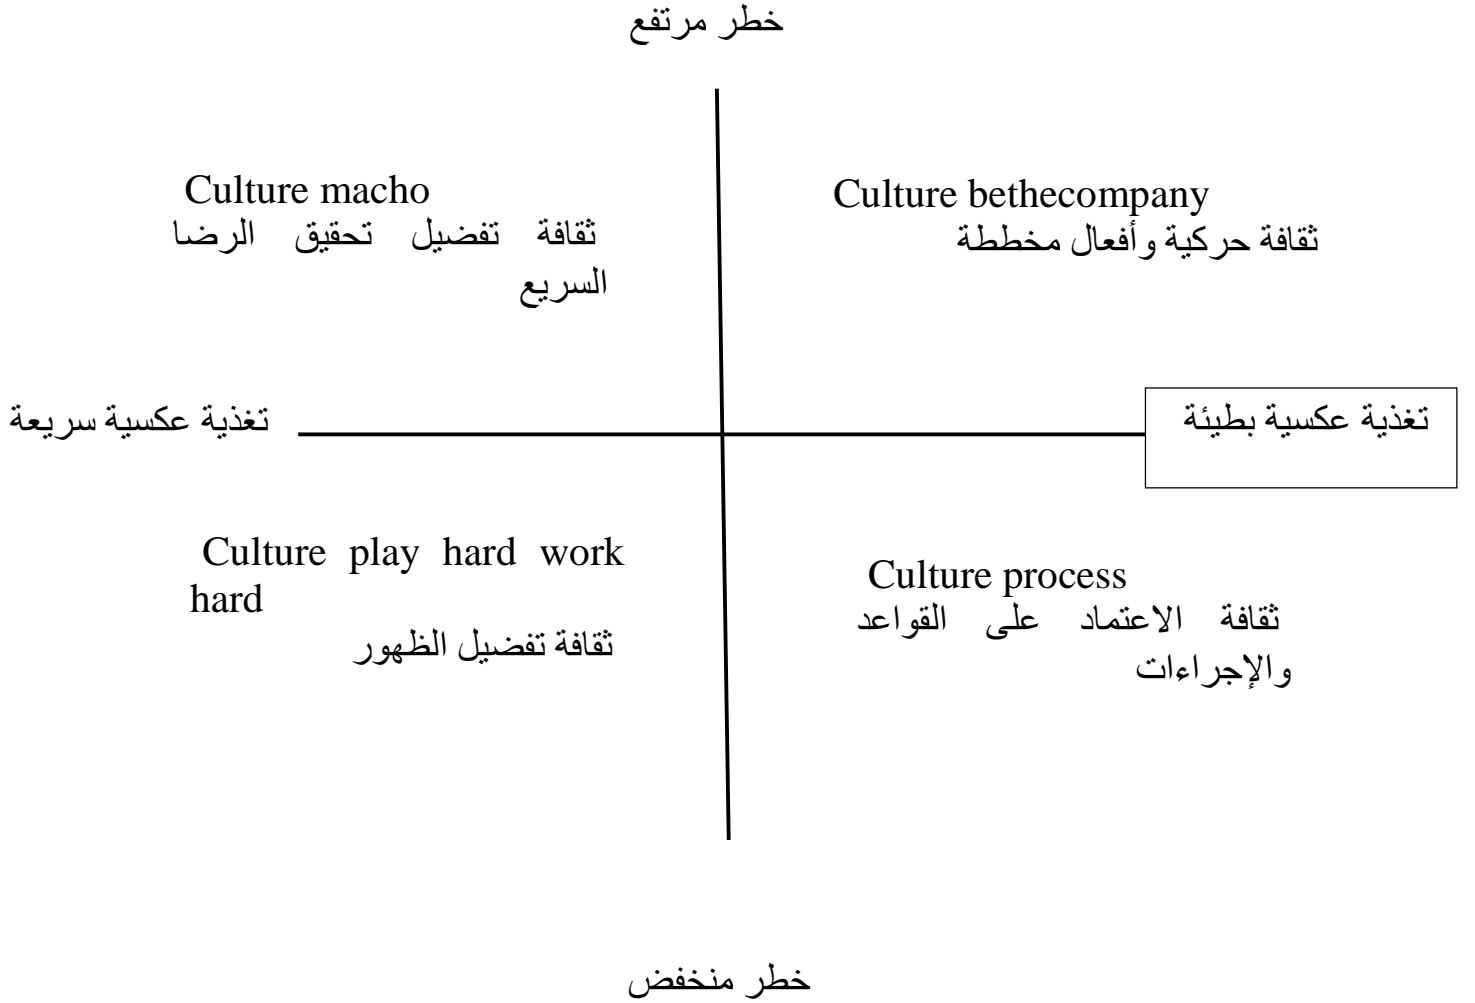 خطر مرتفع
Culture macho
ثقافة تفضيل تحقيق الرضا
السريع
Culture bethecompany
ثقافة حركية وأفعال مخططة
تغذية عكسية سريعة
تغذية عكسية بطيئة
Culture play hard work
hard
ثقافة تفضيل الظهور
Culture process
ثقافة الاعتماد على القواعد
والإجراءات
خطر منخفض